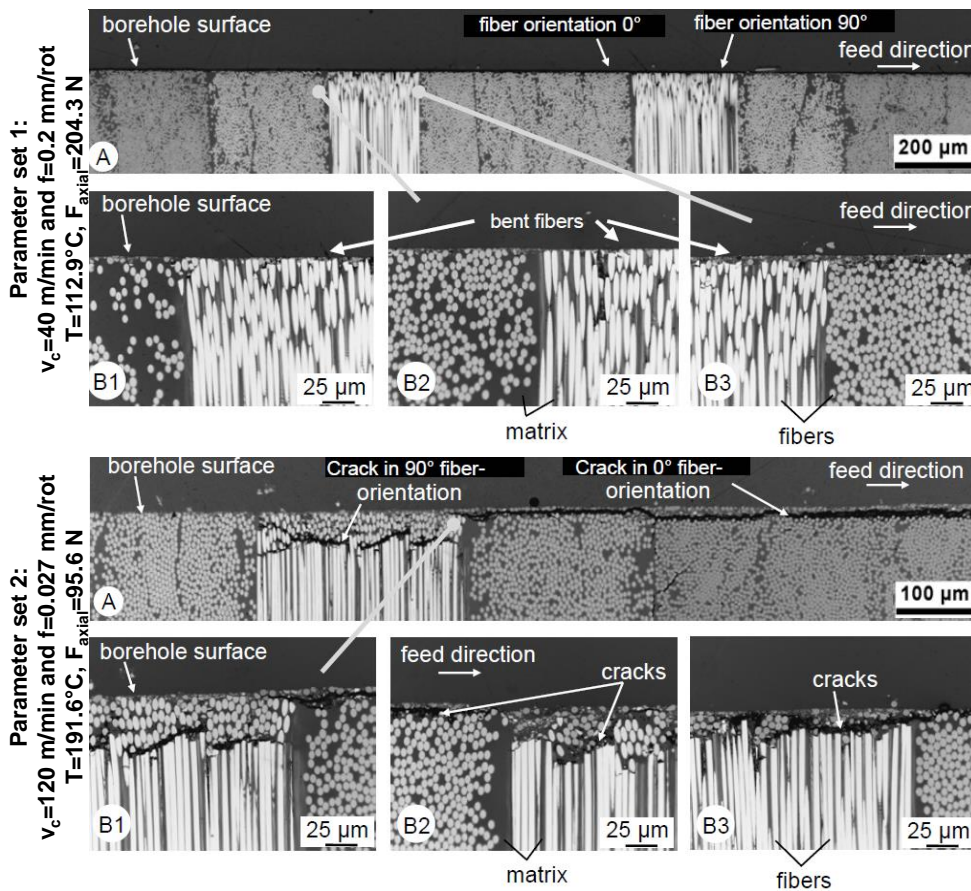 Parameter set 1:
v_c=40 m/min and f=0.2 mm/rot
T=112.9°C, F_axial=204.3 N
borehole surface
fiber orientation 0°
fiber orientation 90°
feed direction
A
200 µm
borehole surface
bent fibers
feed direction
B1
25 µm
B2
25 µm
B3
25 µm
matrix
fibers
Parameter set 2:
v_c=120 m/min and f=0.027 mm/rot
T=191.6°C, F_axial=95.6 N
borehole surface
Crack in 90° fiber-
orientation
Crack in 0° fiber-
orientation
feed direction
A
100 µm
borehole surface
feed direction
cracks
cracks
B1
25 µm
B2
25 µm
B3
25 µm
matrix
fibers